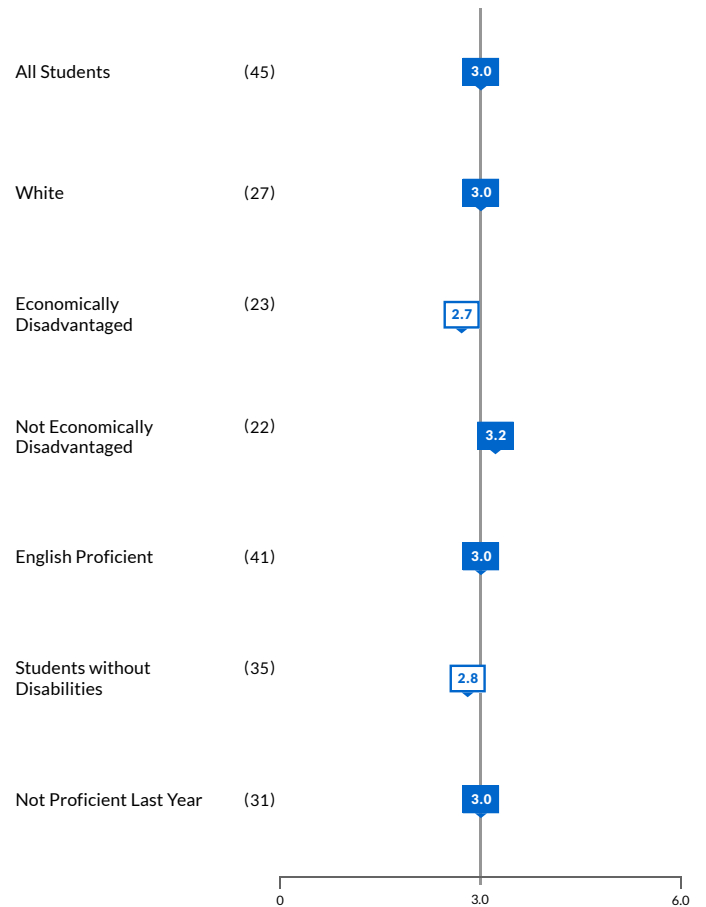 All Students (45) 3.0
White (27) 3.0
Economically (23)
Disadvantaged
2.7
Not Economically (22)
Disadvantaged
3.2
English Proficient (41) 3.0
Students without (35)
Disabilities
2.8
Not Proficient Last Year (31) 3.0
0 3.0 6.0